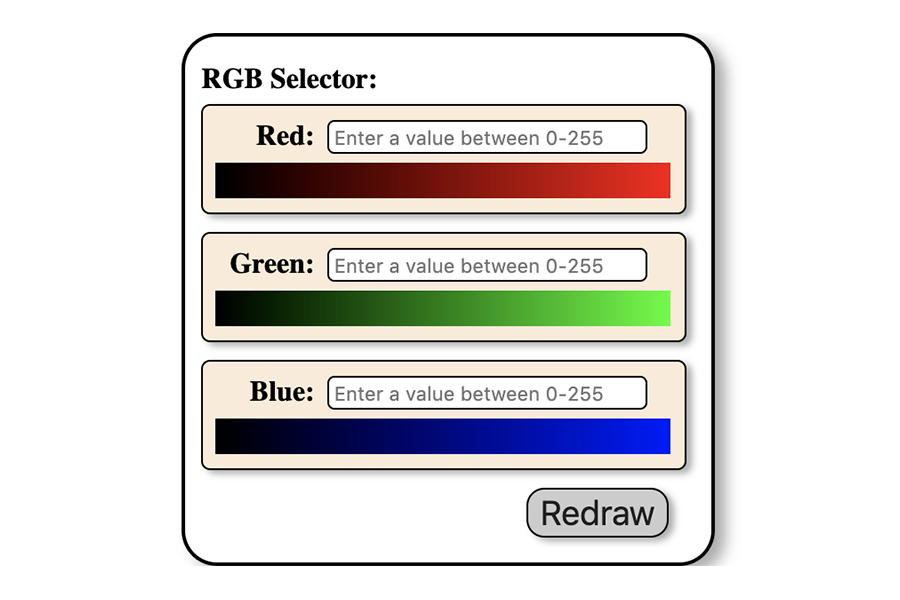 RGB Selector:
Red: Enter a value between 0-255
Green: Enter a value between 0-255
Blue: Enter a value between 0-255
Redraw